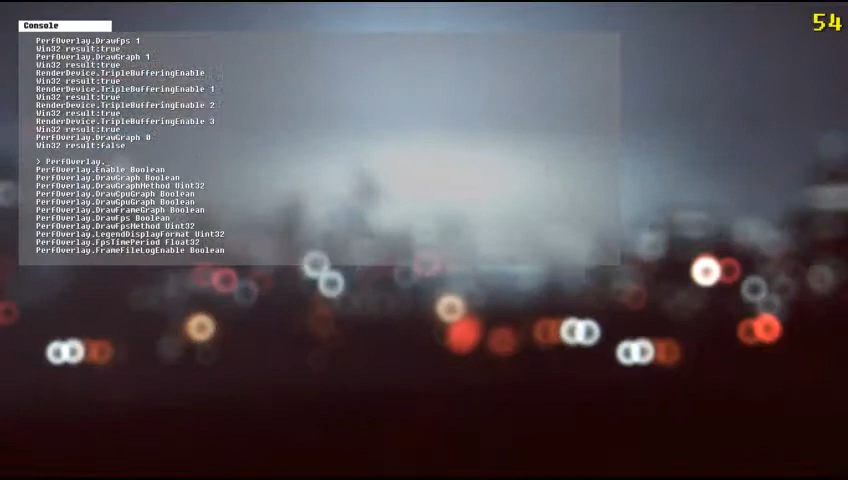 Console
54
PerfOverlay.DrawFps 1
Win32 result:true
PerfOverlay.DrawGraph 1
Win32 result:true
RenderDevice.TripleBufferingEnable
Win32 result:true
RenderDevice.TripleBufferingEnable 1
Win32 result:true
RenderDevice.TripleBufferingEnable 2
Win32 result:true
RenderDevice.TripleBufferingEnable 3
Win32 result:true
PerfOverlay.DrawGraph 0
Win32 result:false
> PerfOverlay._
PerfOverlay.Enable Boolean
PerfOverlay.DrawGraph Boolean
PerfOverlay.DrawGraphMethod Uint32
PerfOverlay.DrawCpuGraph Boolean
PerfOverlay.DrawGpuGraph Boolean
PerfOverlay.DrawFrameGraph Boolean
PerfOverlay.DrawFps Boolean
PerfOverlay.DrawFpsMethod Uint32
PerfOverlay.LegendDisplayFormat Uint32
PerfOverlay.FpsTimePeriod Float32
PerfOverlay.FrameFileLogEnable Boolean